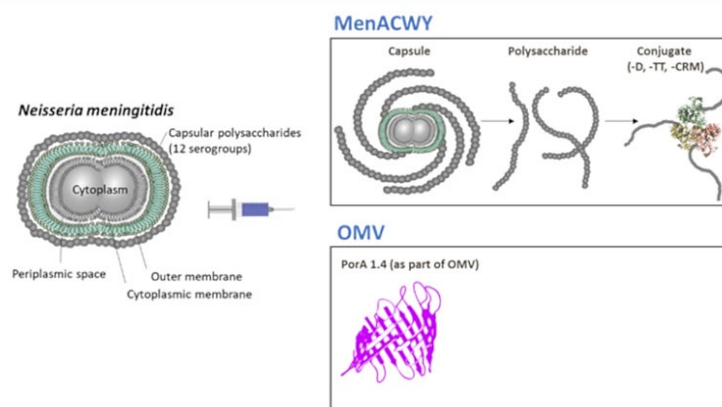 MenACWY
Capsule
Polysaccharide
Conjugate
(-D, -TT, -CRM)
Neisseria meningitidis
Capsular polysaccharides
(12 serogroups)
Cytoplasm
Periplasmic space
Outer membrane
Cytoplasmic membrane
OMV
PorA 1.4 (as part of OMV)